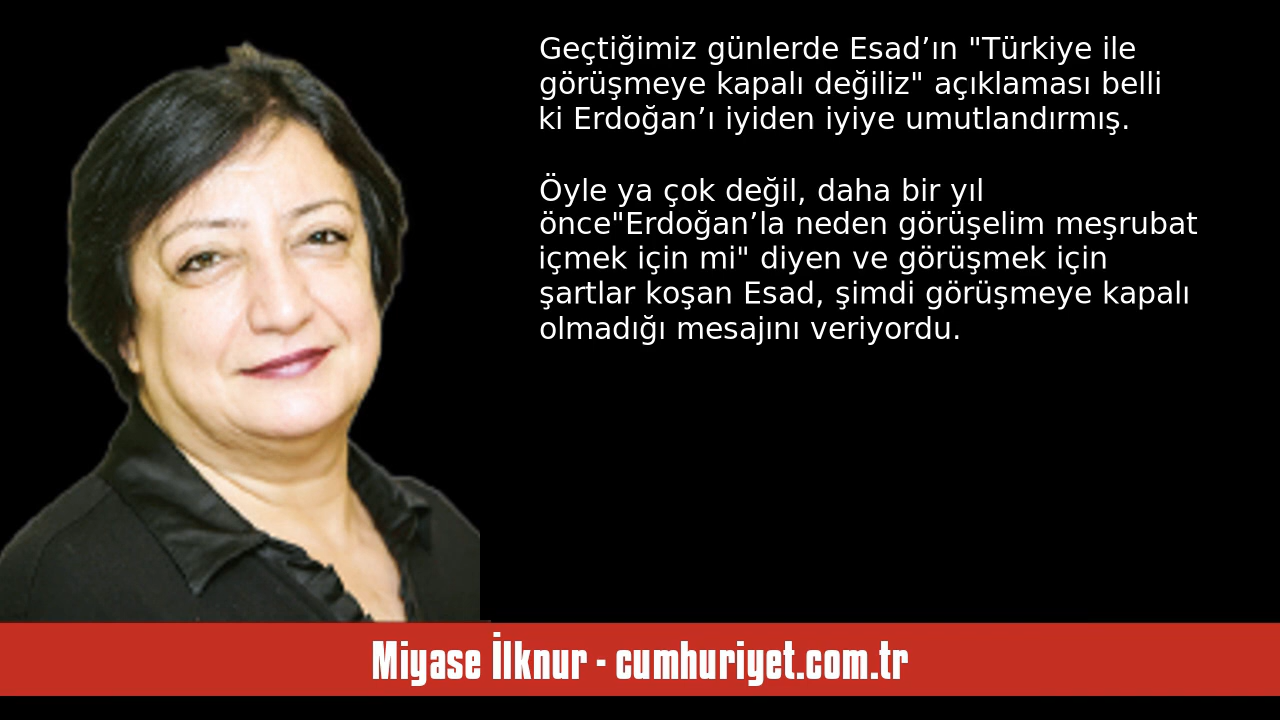 Geçtiğimiz günlerde Esad’ın "Türkiye ile
görüşmeye kapalı değiliz" açıklaması belli
ki Erdoğan’ı iyiden iyiye umutlandırmış.
Öyle ya çok değil, daha bir yıl
önce"Erdoğan’la neden görüşelim meşrubat
içmek için mi" diyen ve görüşmek için
şartlar koşan Esad, şimdi görüşmeye kapalı
olmadığı mesajını veriyordu.
Miyase İlknur - cumhuriyet.com.tr